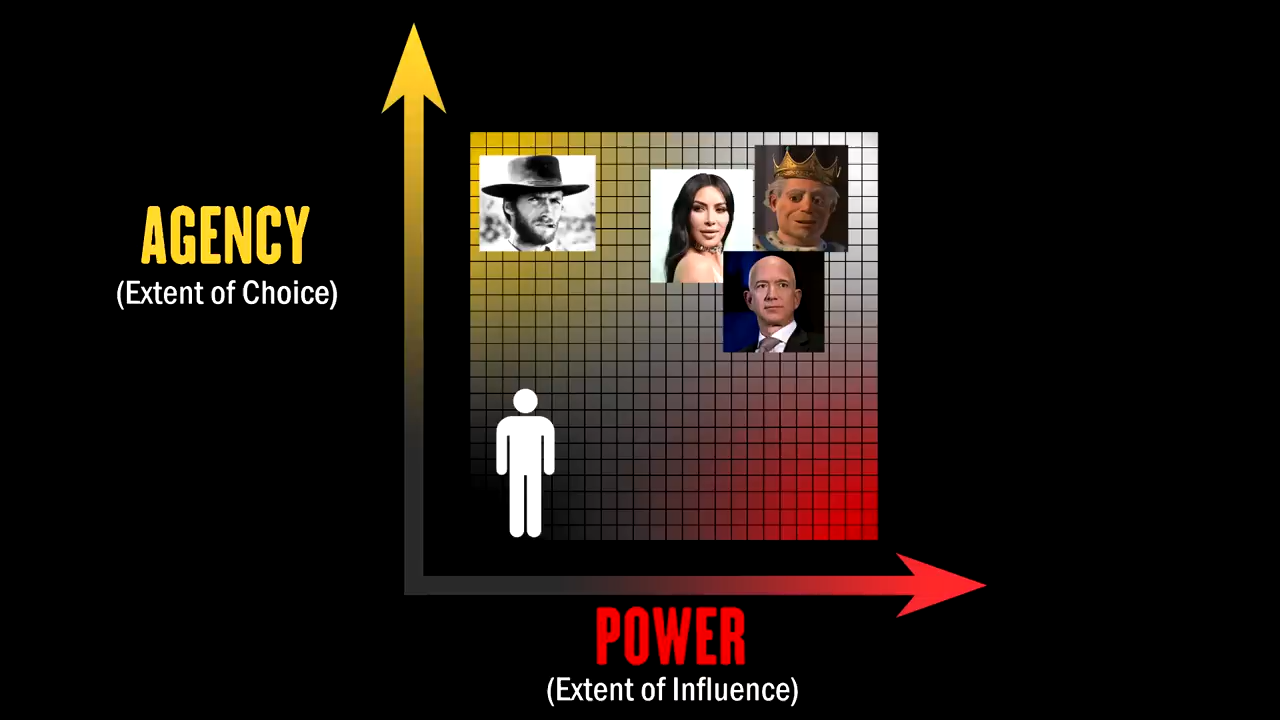 AGENCY
(Extent of Choice)
POWER
(Extent of Influence)